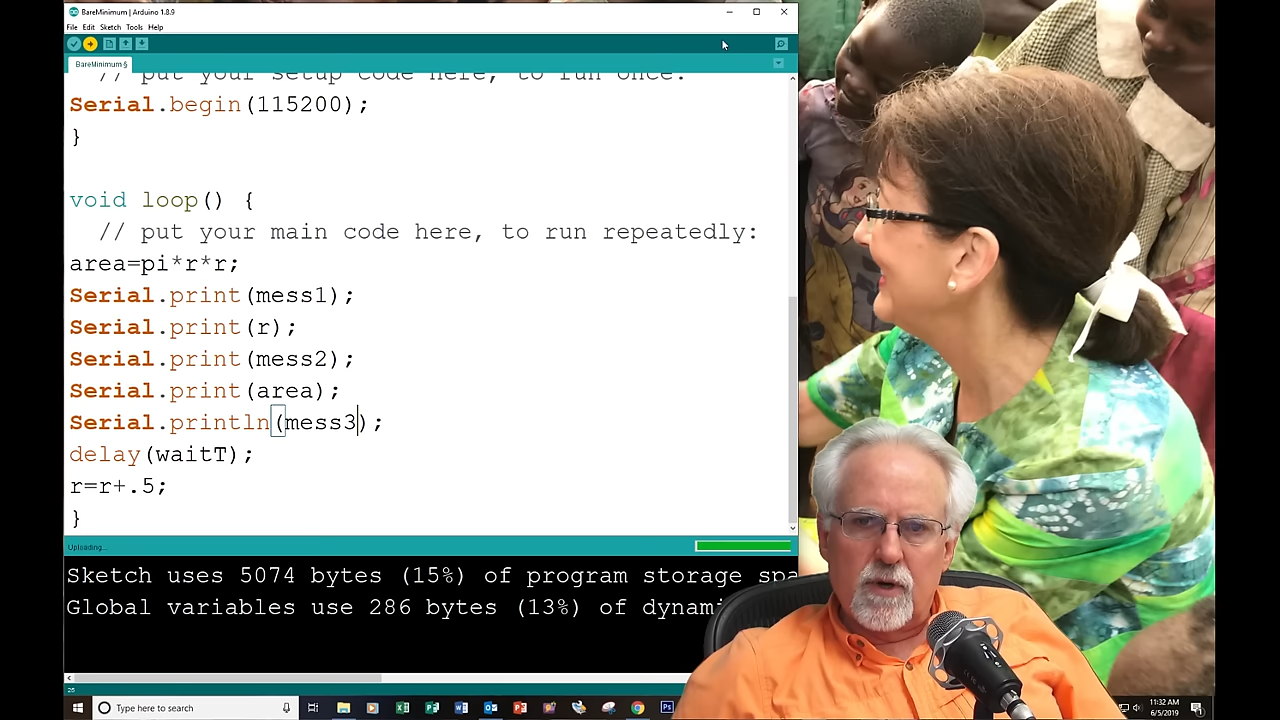 BareMinimum | Arduino 1.8.9
File Edit Sketch Tools Help
BareMinimum §
// put your setup code here, to run once:
Serial.begin(115200);
}
void loop() {
// put your main code here, to run repeatedly:
area=pi*r*r;
Serial.print(mess1);
Serial.print(r);
Serial.print(mess2);
Serial.print(area);
Serial.println(mess3);
delay(waitT);
r=r+.5;
}
Uploading...
Sketch uses 5074 bytes (15%) of program storage spa
Global variables use 286 bytes (13%) of dynami
25
Type here to search
11:32 AM
6/5/2019